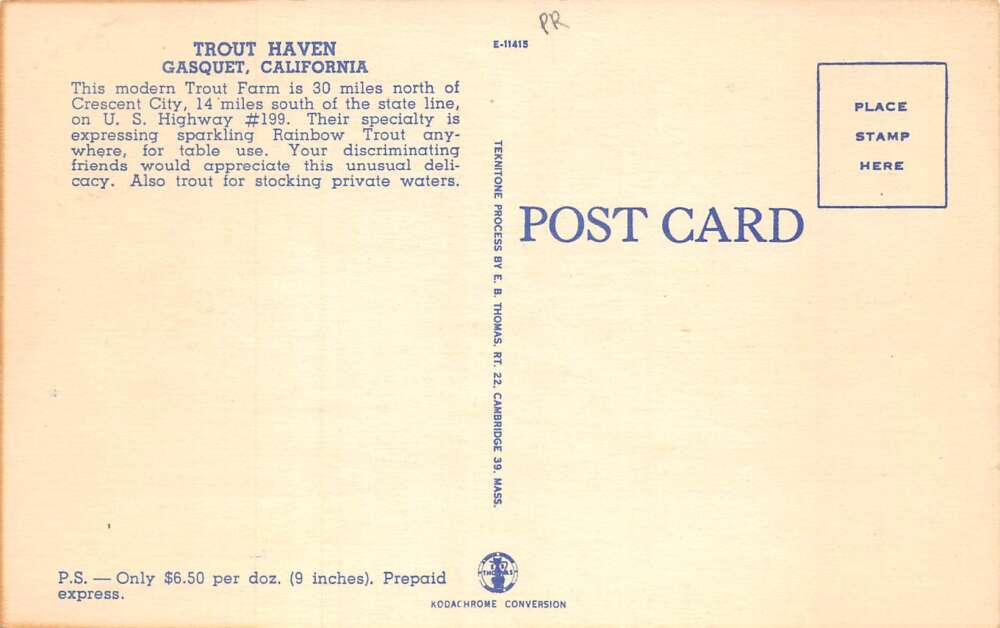 PR
TROUT HAVEN
GASQUET, CALIFORNIA
This modern Trout Farm is 30 miles north of
Crescent City, 14 miles south of the state line,
on U. S. Highway #199. Their specialty is
expressing sparkling Rainbow Trout any-
where, for table use. Your discriminating
friends would appreciate this unusual deli-
cacy. Also trout for stocking private waters.
P.S. — Only $6.50 per doz. (9 inches). Prepaid
express.
E-11415
TEKNITONE PROCESS BY E. B. THOMAS, RT. 22, CAMBRIDGE 39, MASS.
THOMAS
KODACHROME CONVERSION
POST CARD
PLACE
STAMP
HERE